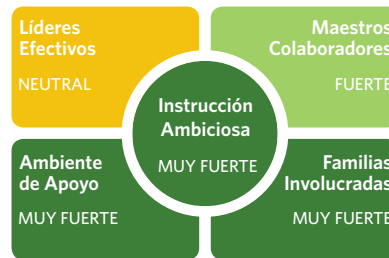 Líderes
Efectivos
NEUTRAL
Maestros
Colaboradores
FUERTE
Instrucción
Ambiciosa
MUY FUERTE
Ambiente
de Apoyo
MUY FUERTE
Familias
Involucradas
MUY FUERTE